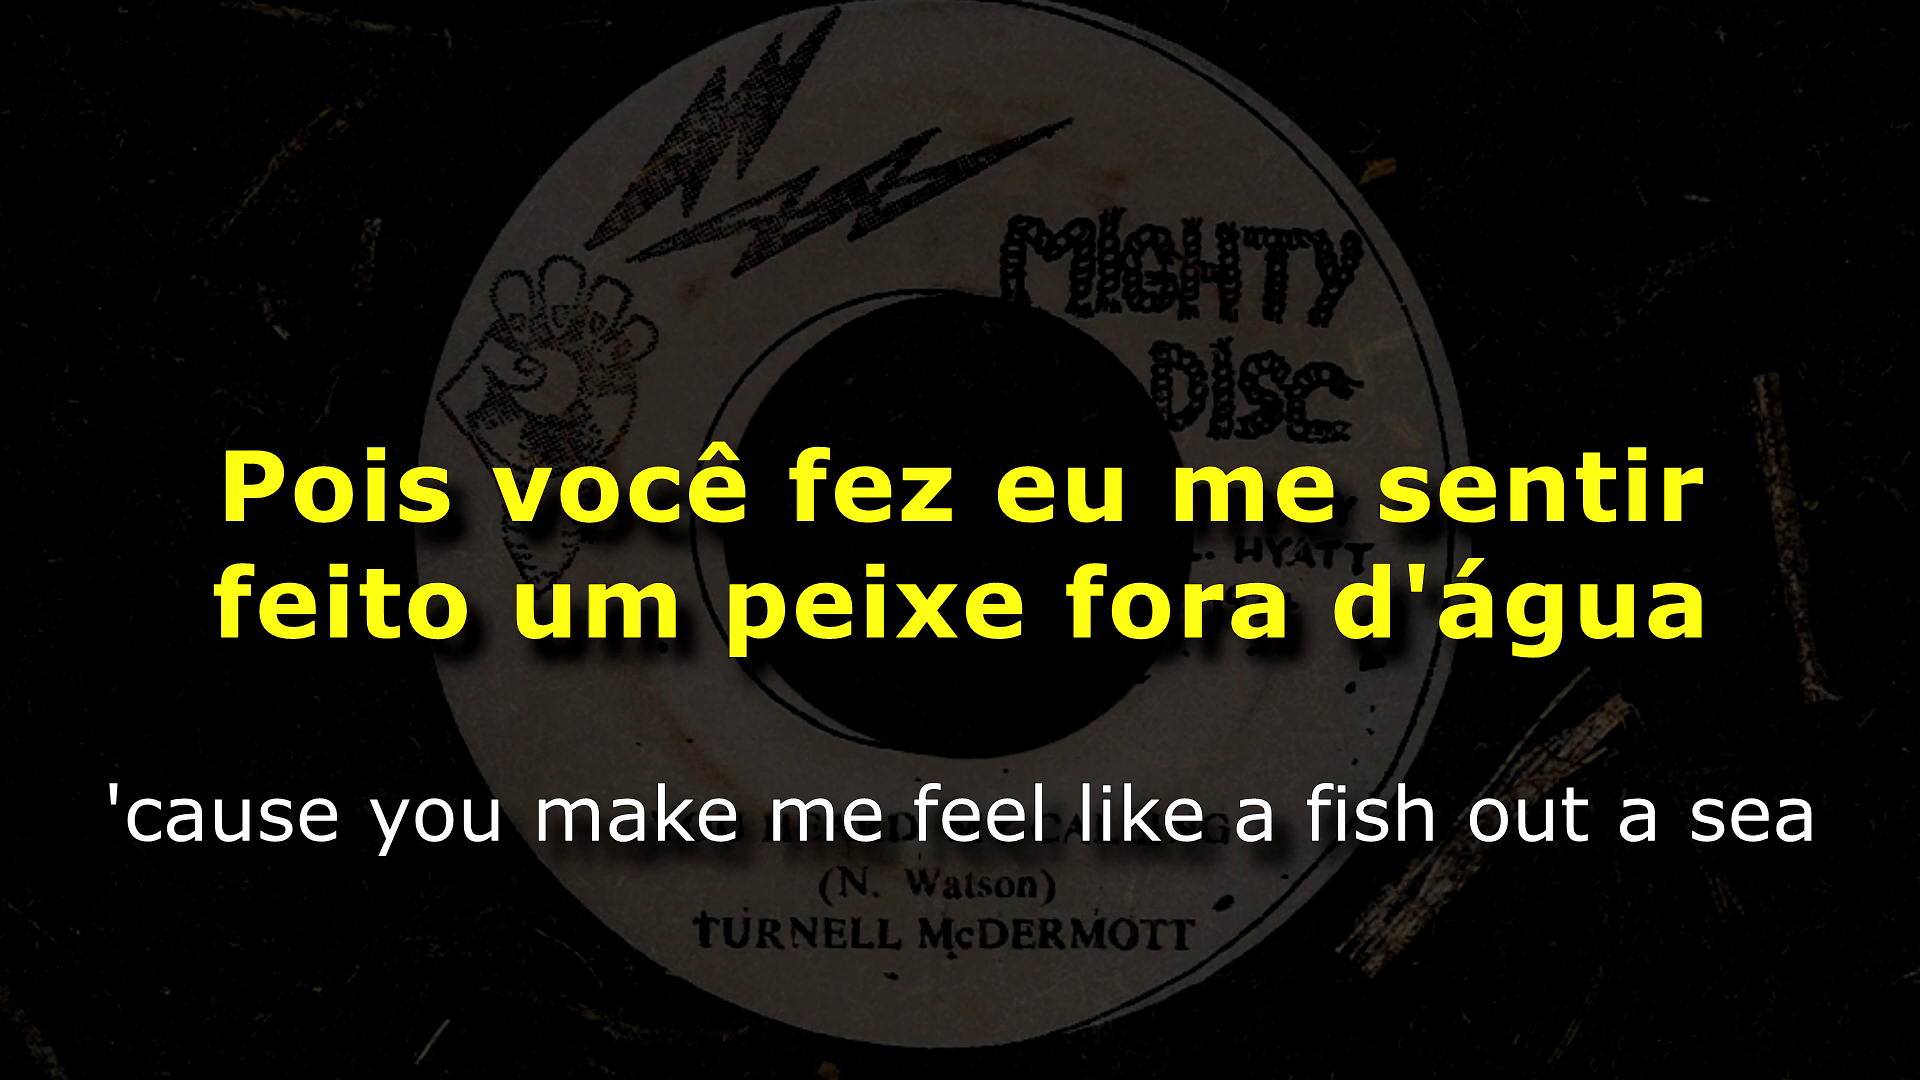 MIGHTY
DISC
Pois você fez eu me sentir
HYATT
feito um peixe fora d'água
'cause you make me feel like a fish out a sea
(N. Watson)
TURNELL McDERMOTT